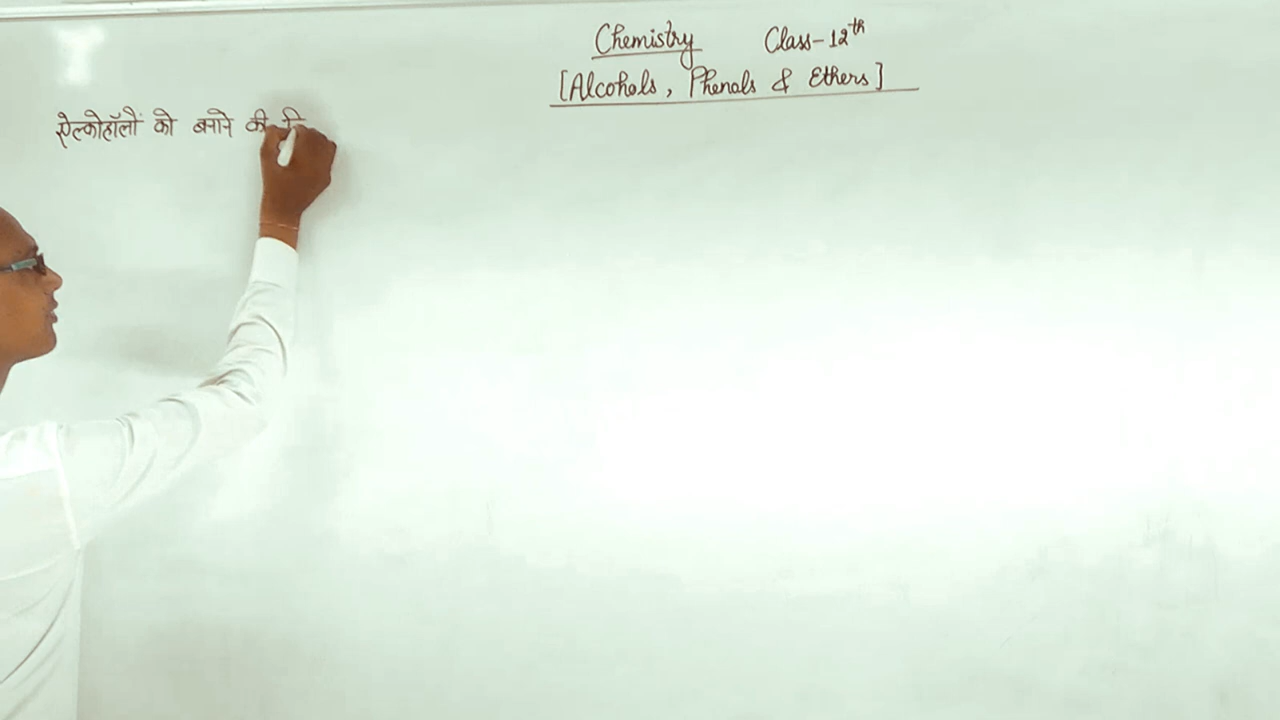 Chemistry Class-12th
[Alcohols, Phenols & Ethers]
ऐल्कोहॉलों को बनाने की